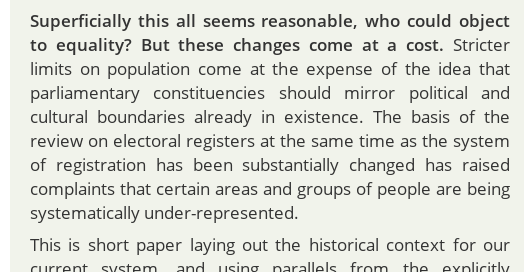 Superficially this all seems reasonable, who could object
to equality? But these changes come at a cost. Stricter
limits on population come at the expense of the idea that
parliamentary constituencies should mirror political and
cultural boundaries already in existence. The basis of the
review on electoral registers at the same time as the system
of registration has been substantially changed has raised
complaints that certain areas and groups of people are being
systematically under-represented.
This is short paper laying out the historical context for our
current system, and using parallels from the explicitly